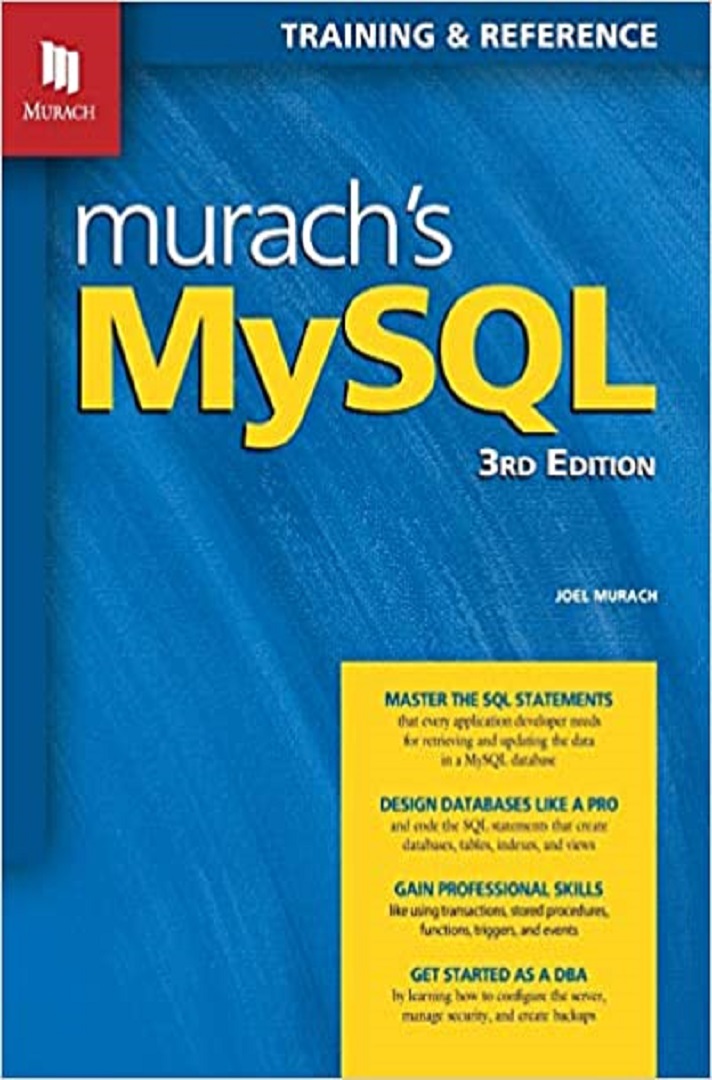 TRAINING & REFERENCE
MURACH
murach's
MySQL
3RD EDITION
JOEL MURACH
MASTER THE SQL STATEMENTS
that every application developer needs
for retrieving and updating the data
in a MySQL database
DESIGN DATABASES LIKE A PRO
and code the SQL statements that create
databases, tables, indexes, and views
GAIN PROFESSIONAL SKILLS
like using transactions, stored procedures,
functions, triggers, and events
GET STARTED AS A DBA
by learning how to configure the server,
manage security, and create backups